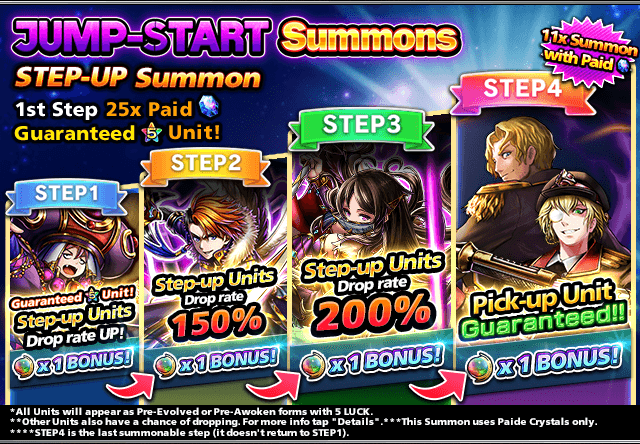 JUMP-START Summons
11x Summon
with Paid
STEP-UP Summon
1st Step 25x Paid
Guaranteed 5 Unit!
STEP1
Guaranteed 5 Unit!
Step-up Units
Drop rate UP!
x 1 BONUS!
STEP2
Step-up Units
Drop rate
150%
x 1 BONUS!
STEP3
Step-up Units
Drop rate
200%
x 1 BONUS!
STEP4
Pick-up Unit
Guaranteed!!
x 1 BONUS!
*All Units will appear as Pre-Evolved or Pre-Awoken forms with 5 LUCK.
**Other Units also have a chance of dropping. For more info tap "Details".***This Summon uses Paide Crystals only.
****STEP4 is the last summonable step (it doesn't return to STEP1).